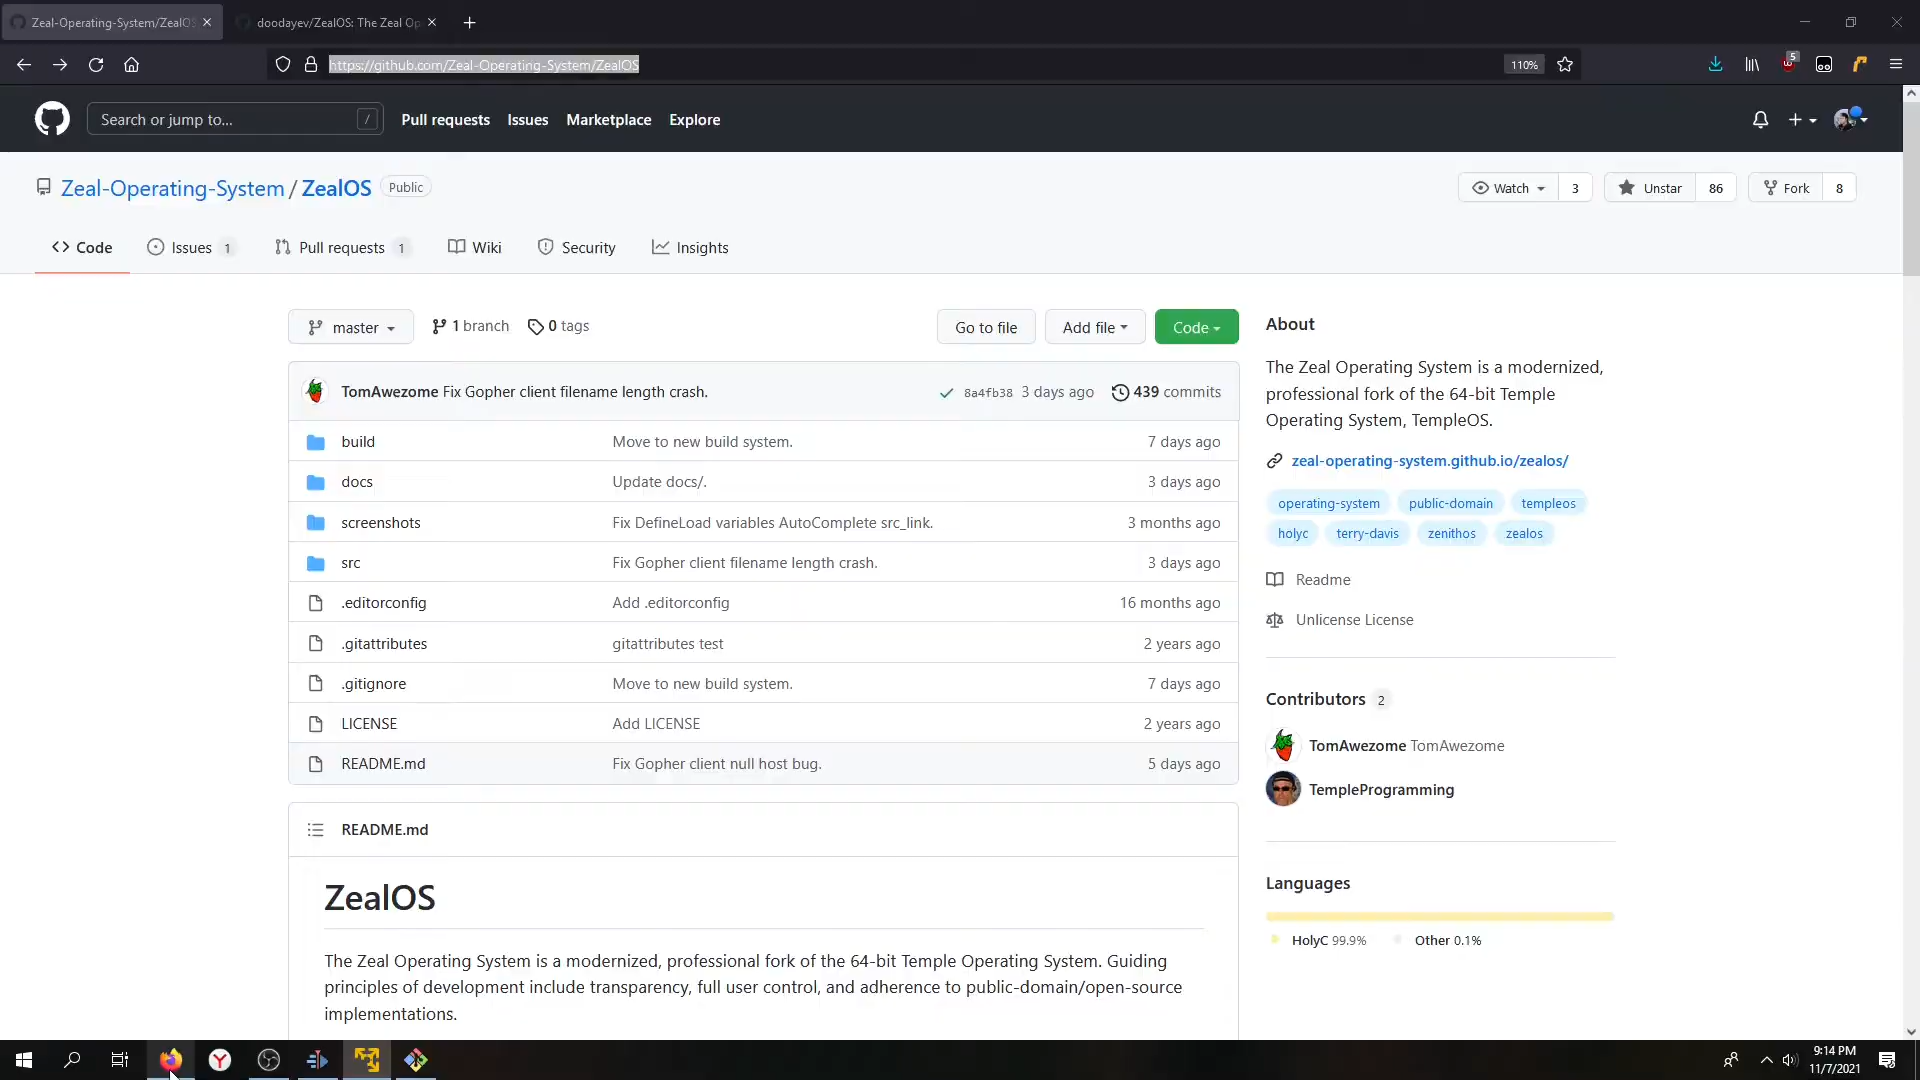 Zeal-Operating-System/ZealOS
doodayev/ZealOS: The Zeal Op
https://github.com/Zeal-Operating-System/ZealOS
110%
5
Search or jump to...
/
Pull requests
Issues
Marketplace
Explore
Zeal-Operating-System / ZealOS
Public
Watch 3
Unstar 86
Fork 8
Code
Issues 1
Pull requests 1
Wiki
Security
Insights
master
1 branch
0 tags
Go to file
Add file
Code
TomAwezome Fix Gopher client filename length crash.
8a4fb38 3 days ago
439 commits
build Move to new build system. 7 days ago
docs Update docs/. 3 days ago
screenshots Fix DefineLoad variables AutoComplete src_link. 3 months ago
src Fix Gopher client filename length crash. 3 days ago
.editorconfig Add .editorconfig 16 months ago
.gitattributes gitattributes test 2 years ago
.gitignore Move to new build system. 7 days ago
LICENSE Add LICENSE 2 years ago
README.md Fix Gopher client null host bug. 5 days ago
README.md
ZealOS
The Zeal Operating System is a modernized, professional fork of the 64-bit Temple Operating System. Guiding
principles of development include transparency, full user control, and adherence to public-domain/open-source
implementations.
About
The Zeal Operating System is a modernized,
professional fork of the 64-bit Temple
Operating System, TempleOS.
zeal-operating-system.github.io/zealos/
operating-system public-domain templeos
holyc terry-davis zenithos zealos
Readme
Unlicense License
Contributors 2
TomAwezome TomAwezome
TempleProgramming
Languages
HolyC 99.9% Other 0.1%
9:14 PM
11/7/2021